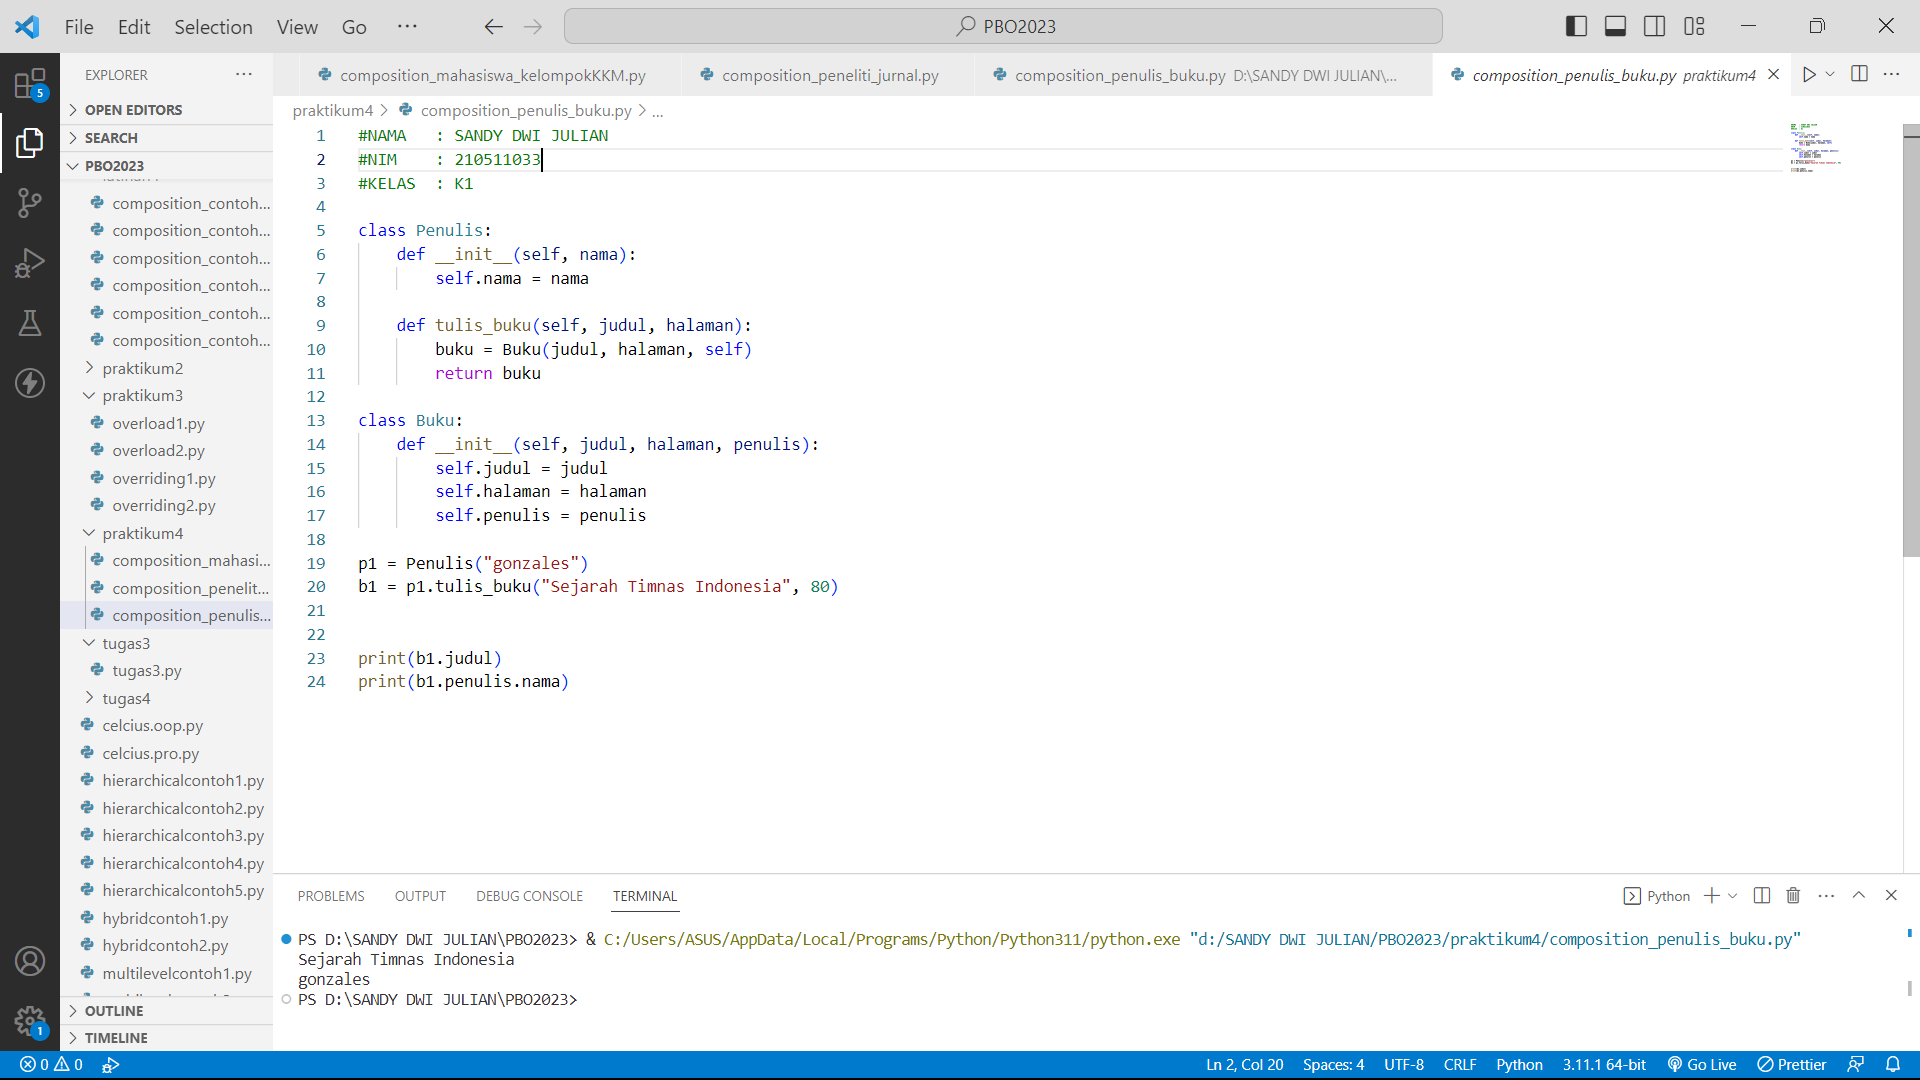 File Edit Selection View Go ··· PBO2023
EXPLORER ···
composition_mahasiswa_kelompokKKM.py composition_peneliti_jurnal.py composition_penulis_buku.py D:\SANDY DWI JULIAN\... composition_penulis_buku.py praktikum4
5
OPEN EDITORS
SEARCH
PBO2023
composition_contoh...
composition_contoh...
composition_contoh...
composition_contoh...
composition_contoh...
composition_contoh...
praktikum2
praktikum3
overload1.py
overload2.py
overriding1.py
overriding2.py
praktikum4
composition_mahasi...
composition_penelit...
composition_penulis...
tugas3
tugas3.py
tugas4
celcius.oop.py
celcius.pro.py
hierarchicalcontoh1.py
hierarchicalcontoh2.py
hierarchicalcontoh3.py
hierarchicalcontoh4.py
hierarchicalcontoh5.py
hybridcontoh1.py
hybridcontoh2.py
multilevelcontoh1.py
OUTLINE
TIMELINE
1
praktikum4 > composition_penulis_buku.py > ...
1 #NAMA   : SANDY DWI JULIAN
2 #NIM    : 210511033
3 #KELAS  : K1
4
5 class Penulis:
6     def __init__(self, nama):
7         self.nama = nama
8
9     def tulis_buku(self, judul, halaman):
10         buku = Buku(judul, halaman, self)
11         return buku
12
13 class Buku:
14     def __init__(self, judul, halaman, penulis):
15         self.judul = judul
16         self.halaman = halaman
17         self.penulis = penulis
18
19 p1 = Penulis("gonzales")
20 b1 = p1.tulis_buku("Sejarah Timnas Indonesia", 80)
21
22
23 print(b1.judul)
24 print(b1.penulis.nama)
PROBLEMS OUTPUT DEBUG CONSOLE TERMINAL Python
PS D:\SANDY DWI JULIAN\PBO2023> & C:/Users/ASUS/AppData/Local/Programs/Python/Python311/python.exe "d:/SANDY DWI JULIAN/PBO2023/praktikum4/composition_penulis_buku.py"
Sejarah Timnas Indonesia
gonzales
PS D:\SANDY DWI JULIAN\PBO2023>
0 0 Ln 2, Col 20 Spaces: 4 UTF-8 CRLF Python 3.11.1 64-bit Go Live Prettier